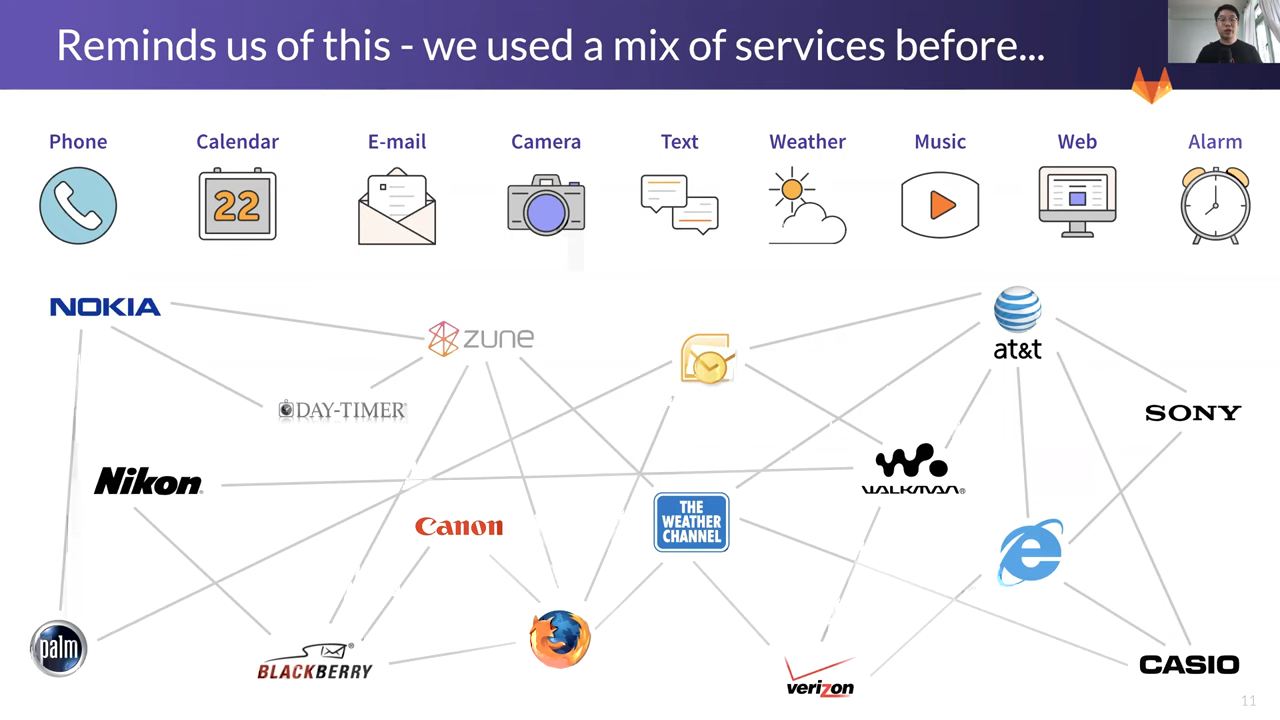 Reminds us of this - we used a mix of services before...
Phone
Calendar
E-mail
Camera
Text
Weather
Music
Web
Alarm
22
NOKIA
zune
at&t
DAY-TIMER
SONY
Nikon
WALKMAN
Canon
THE
WEATHER
CHANNEL
palm
BLACKBERRY
verizon
CASIO
11